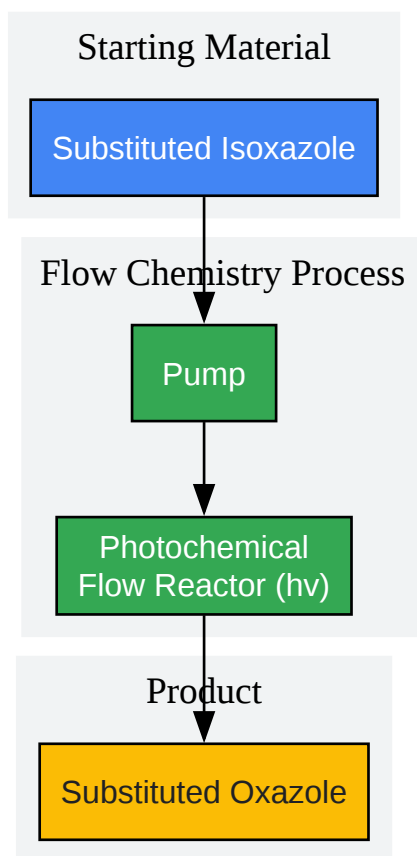 Starting Material
Substituted Isoxazole
Flow Chemistry Process
Pump
Photochemical
Flow Reactor (hv)
Product
Substituted Oxazole